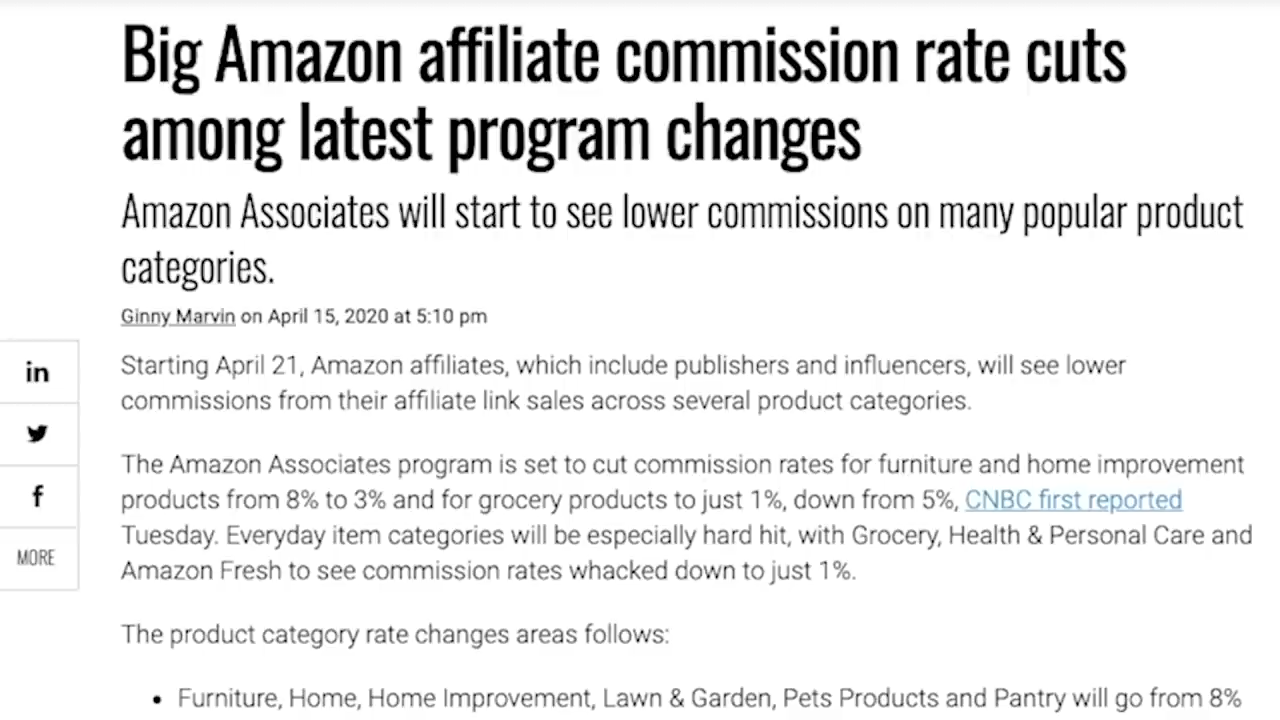 Big Amazon affiliate commission rate cuts
among latest program changes
Amazon Associates will start to see lower commissions on many popular product
categories.
Ginny Marvin on April 15, 2020 at 5:10 pm
Starting April 21, Amazon affiliates, which include publishers and influencers, will see lower
commissions from their affiliate link sales across several product categories.
The Amazon Associates program is set to cut commission rates for furniture and home improvement
products from 8% to 3% and for grocery products to just 1%, down from 5%, CNBC first reported
Tuesday. Everyday item categories will be especially hard hit, with Grocery, Health & Personal Care and
Amazon Fresh to see commission rates whacked down to just 1%.
The product category rate changes areas follows:
• Furniture, Home, Home Improvement, Lawn & Garden, Pets Products and Pantry will go from 8%
in
f
MORE